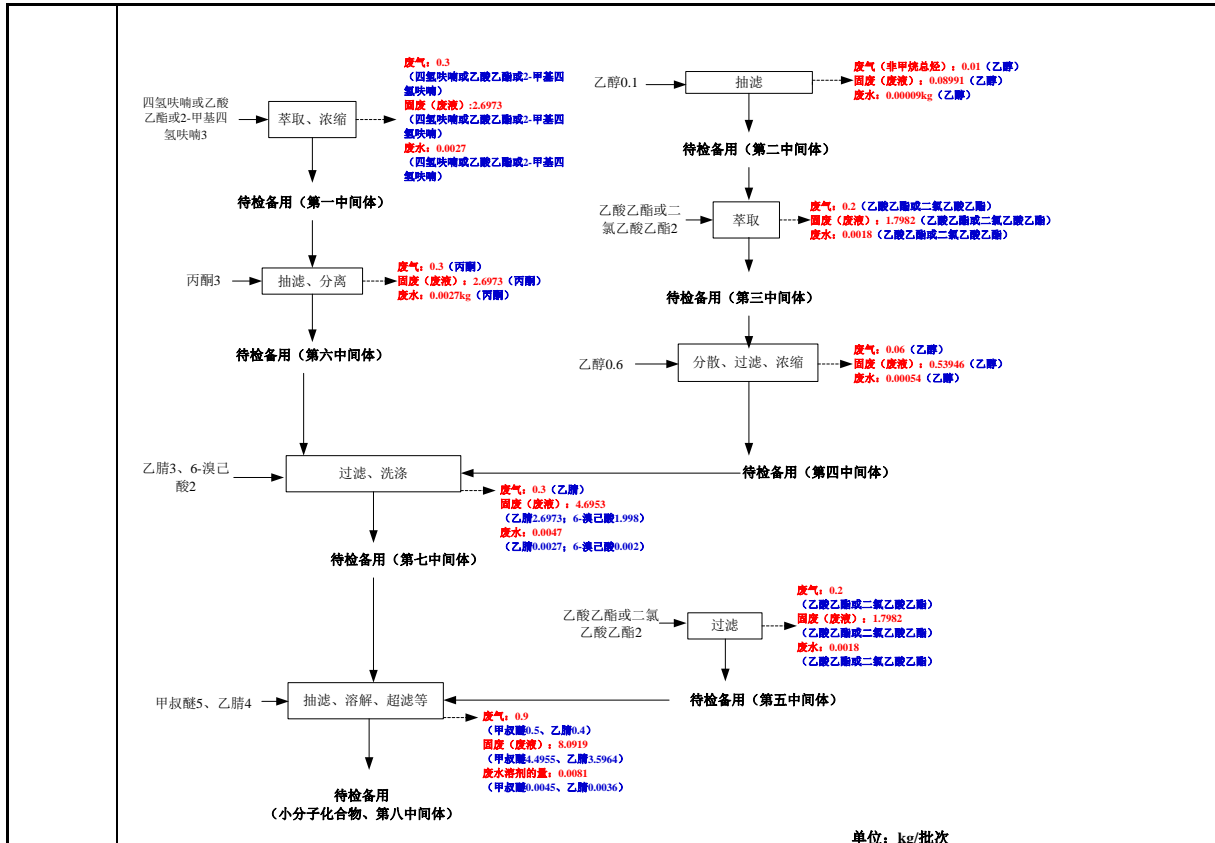 废气：0.3
（四氢呋喃或乙酸乙酯或2-甲基四
氢呋喃）
固废（废液）:2.6973
（四氢呋喃或乙酸乙酯或2-甲基四
氢呋喃）
废水：0.0027
（四氢呋喃或乙酸乙酯或2-甲基四
氢呋喃）
四氢呋喃或乙酸
乙酯或2-甲基四
氢呋喃3
萃取、浓缩
待检备用（第一中间体）
丙酮3
抽滤、分离
废气：0.3（丙酮）
固废（废液）：2.6973（丙酮）
废水：0.0027kg（丙酮）
待检备用（第六中间体）
乙醇0.1
抽滤
废气（非甲烷总烃）：0.01（乙醇）
固废（废液）：0.08991（乙醇）
废水：0.00009kg（乙醇）
待检备用（第二中间体）
乙酸乙酯或二
氯乙酸乙酯2
萃取
废气：0.2（乙酸乙酯或二氯乙酸乙酯）
固废（废液）：1.7982（乙酸乙酯或二氯乙酸乙酯）
废水：0.0018（乙酸乙酯或二氯乙酸乙酯）
待检备用（第三中间体）
乙醇0.6
分散、过滤、浓缩
废气：0.06（乙醇）
固废（废液）：0.53946（乙醇）
废水：0.00054（乙醇）
待检备用（第四中间体）
乙腈3、6-溴己
酸2
过滤、洗涤
废气：0.3（乙腈）
固废（废液）：4.6953
（乙腈2.6973；6-溴己酸1.998）
废水：0.0047
（乙腈0.0027；6-溴己酸0.002）
待检备用（第七中间体）
乙酸乙酯或二氯
乙酸乙酯2
过滤
废气：0.2
（乙酸乙酯或二氯乙酸乙酯）
固废（废液）：1.7982
（乙酸乙酯或二氯乙酸乙酯）
废水：0.0018
（乙酸乙酯或二氯乙酸乙酯）
待检备用（第五中间体）
甲叔醚5、乙腈4
抽滤、溶解、超滤等
废气：0.9
（甲叔醚0.5、乙腈0.4）
固废（废液）：8.0919
（甲叔醚4.4955、乙腈3.5964）
废水溶剂的量：0.0081
（甲叔醚0.0045、乙腈0.0036）
待检备用
（小分子化合物、第八中间体）
单位：kg/批次